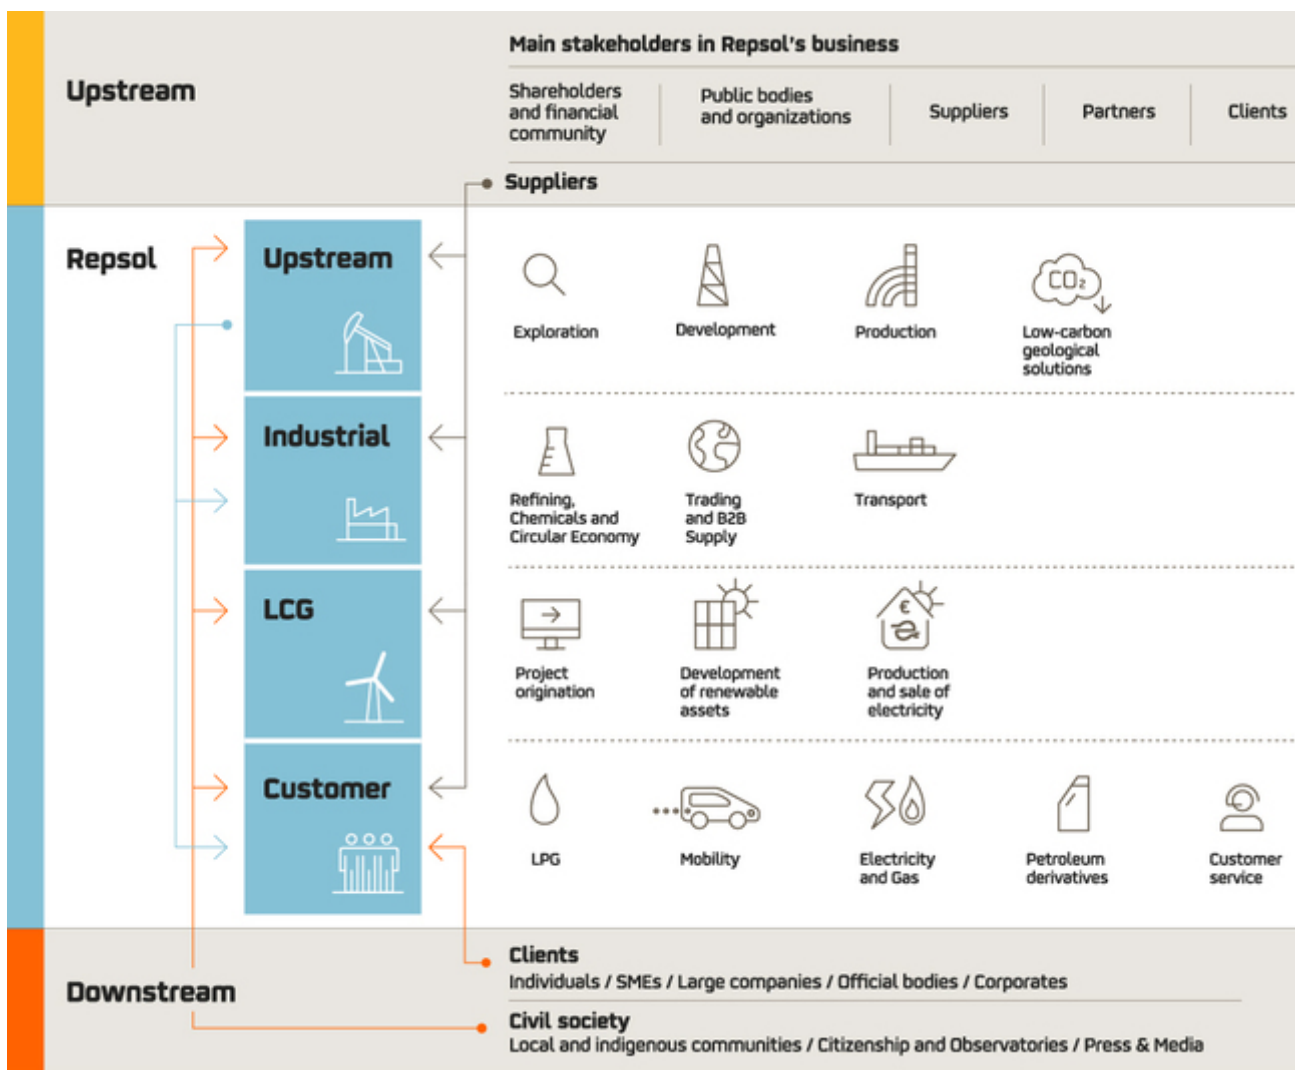 Upstream
Main stakeholders in Repsol's business
Shareholders
and financial
community
Public bodies
and organizations
Suppliers
Partners
Clients
Suppliers
Repsol
Upstream
Exploration
Development
Production
CO₂
Low-carbon
geological
solutions
Industrial
Refining,
Chemicals and
Circular Economy
Trading
and B2B
Supply
Transport
LCG
Project
origination
Development
of renewable
assets
€
Production
and sale of
electricity
Customer
LPG
Mobility
Electricity
and Gas
Petroleum
derivatives
Customer
service
Downstream
Clients
Individuals / SMEs / Large companies / Official bodies / Corporates
Civil society
Local and indigenous communities / Citizenship and Observatories / Press & Media